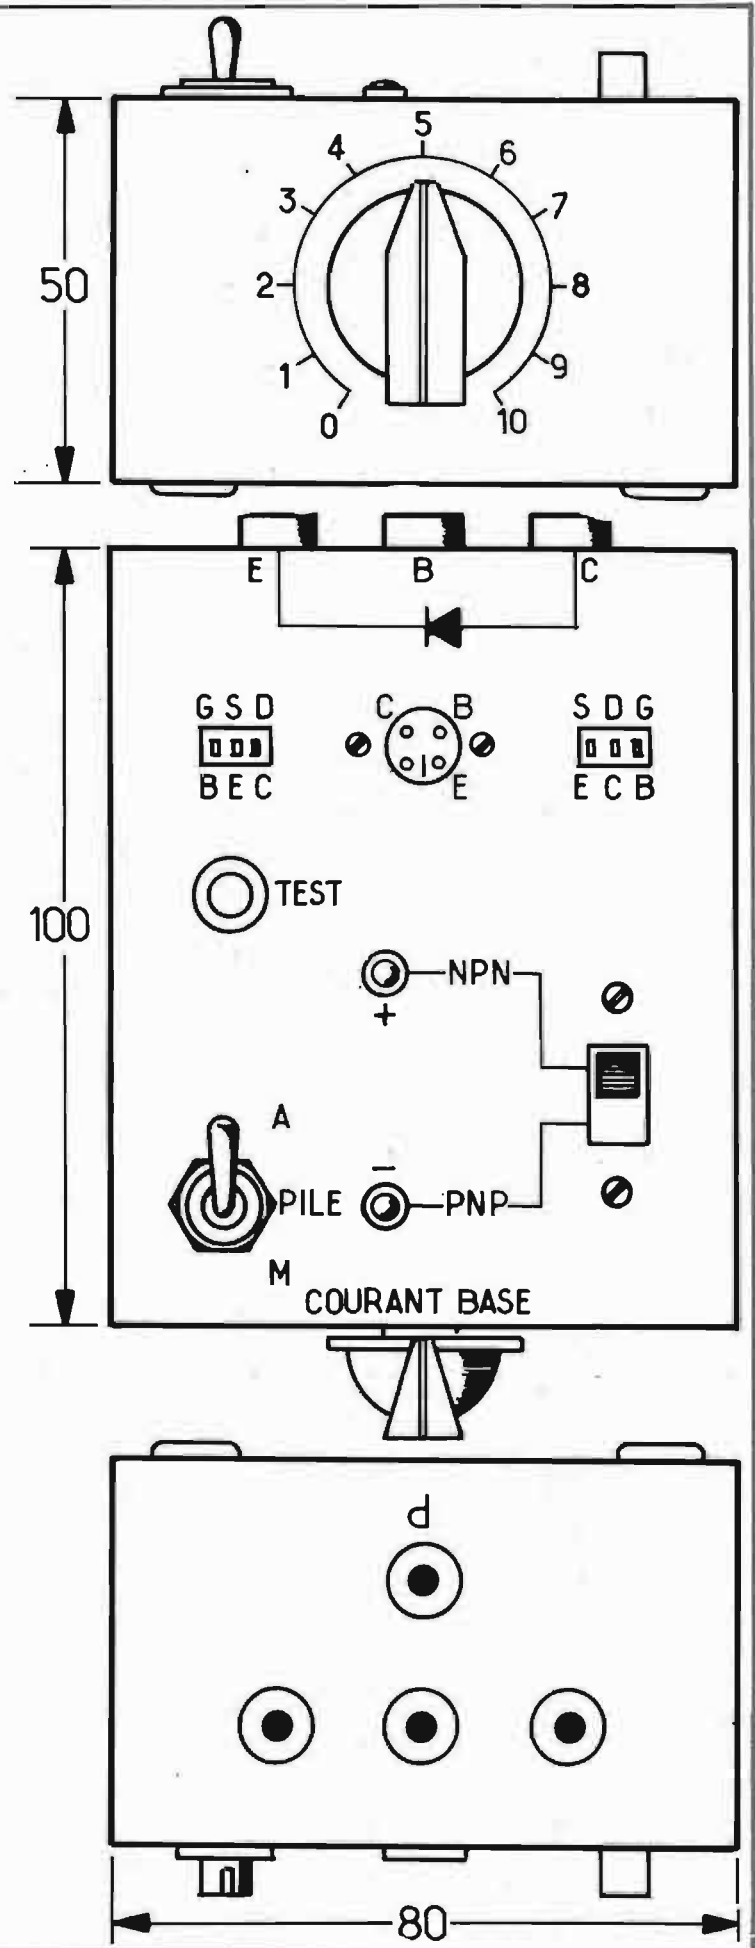 5
4 6
3 7
50
2 8
1 9
0 10
E B C
G S D
C B
S D G
B E C
E
E C B
TEST
100
NPN
+
A
−
PILE
PNP
M
COURANT BASE
P
80